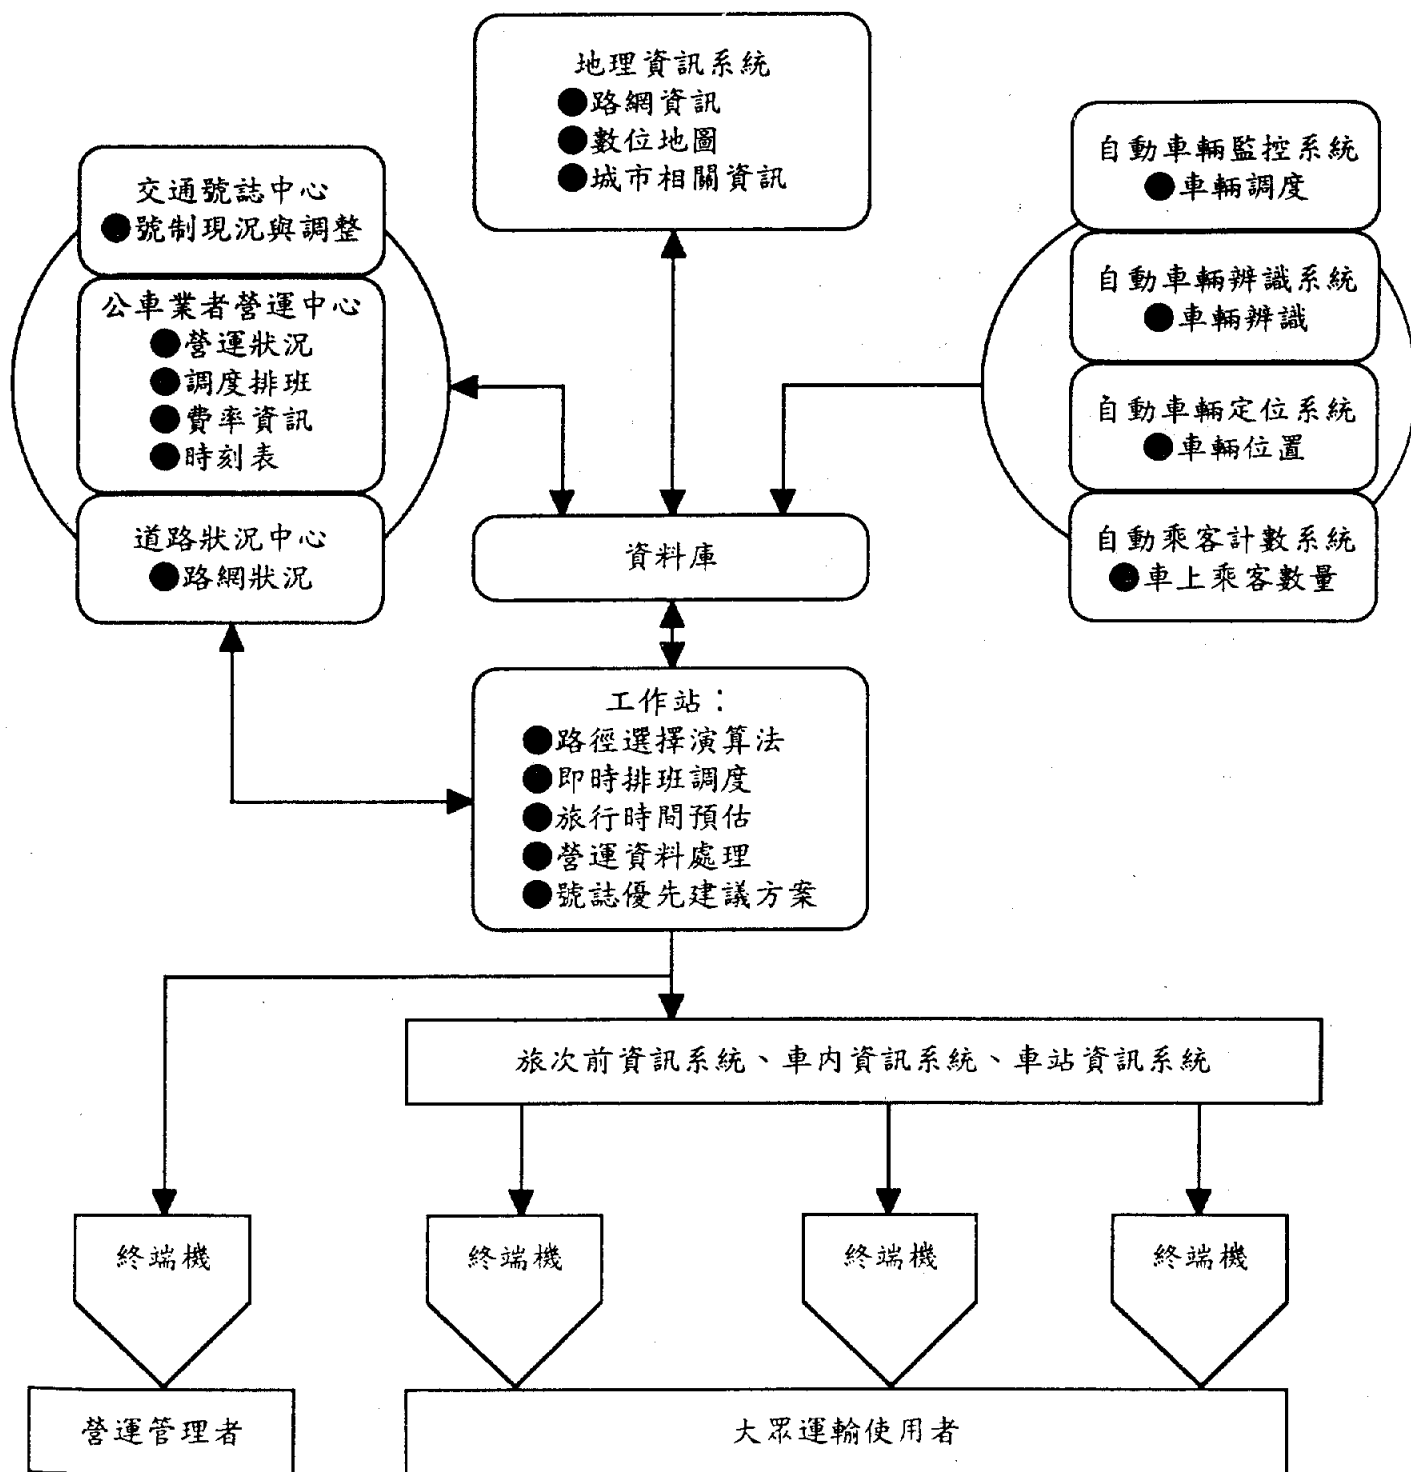 地理資訊系統
●路網資訊
●數位地圖
●城市相關資訊
交通號誌中心
●號制現況與調整
公車業者營運中心
●營運狀況
●調度排班
●費率資訊
●時刻表
道路狀況中心
●路網狀況
自動車輛監控系統
●車輛調度
自動車輛辨識系統
●車輛辨識
自動車輛定位系統
●車輛位置
自動乘客計數系統
●車上乘客數量
資料庫
工作站：
●路徑選擇演算法
●即時排班調度
●旅行時間預估
●營運資料處理
●號誌優先建議方案
旅次前資訊系統、車內資訊系統、車站資訊系統
終端機
終端機
終端機
終端機
營運管理者
大眾運輸使用者